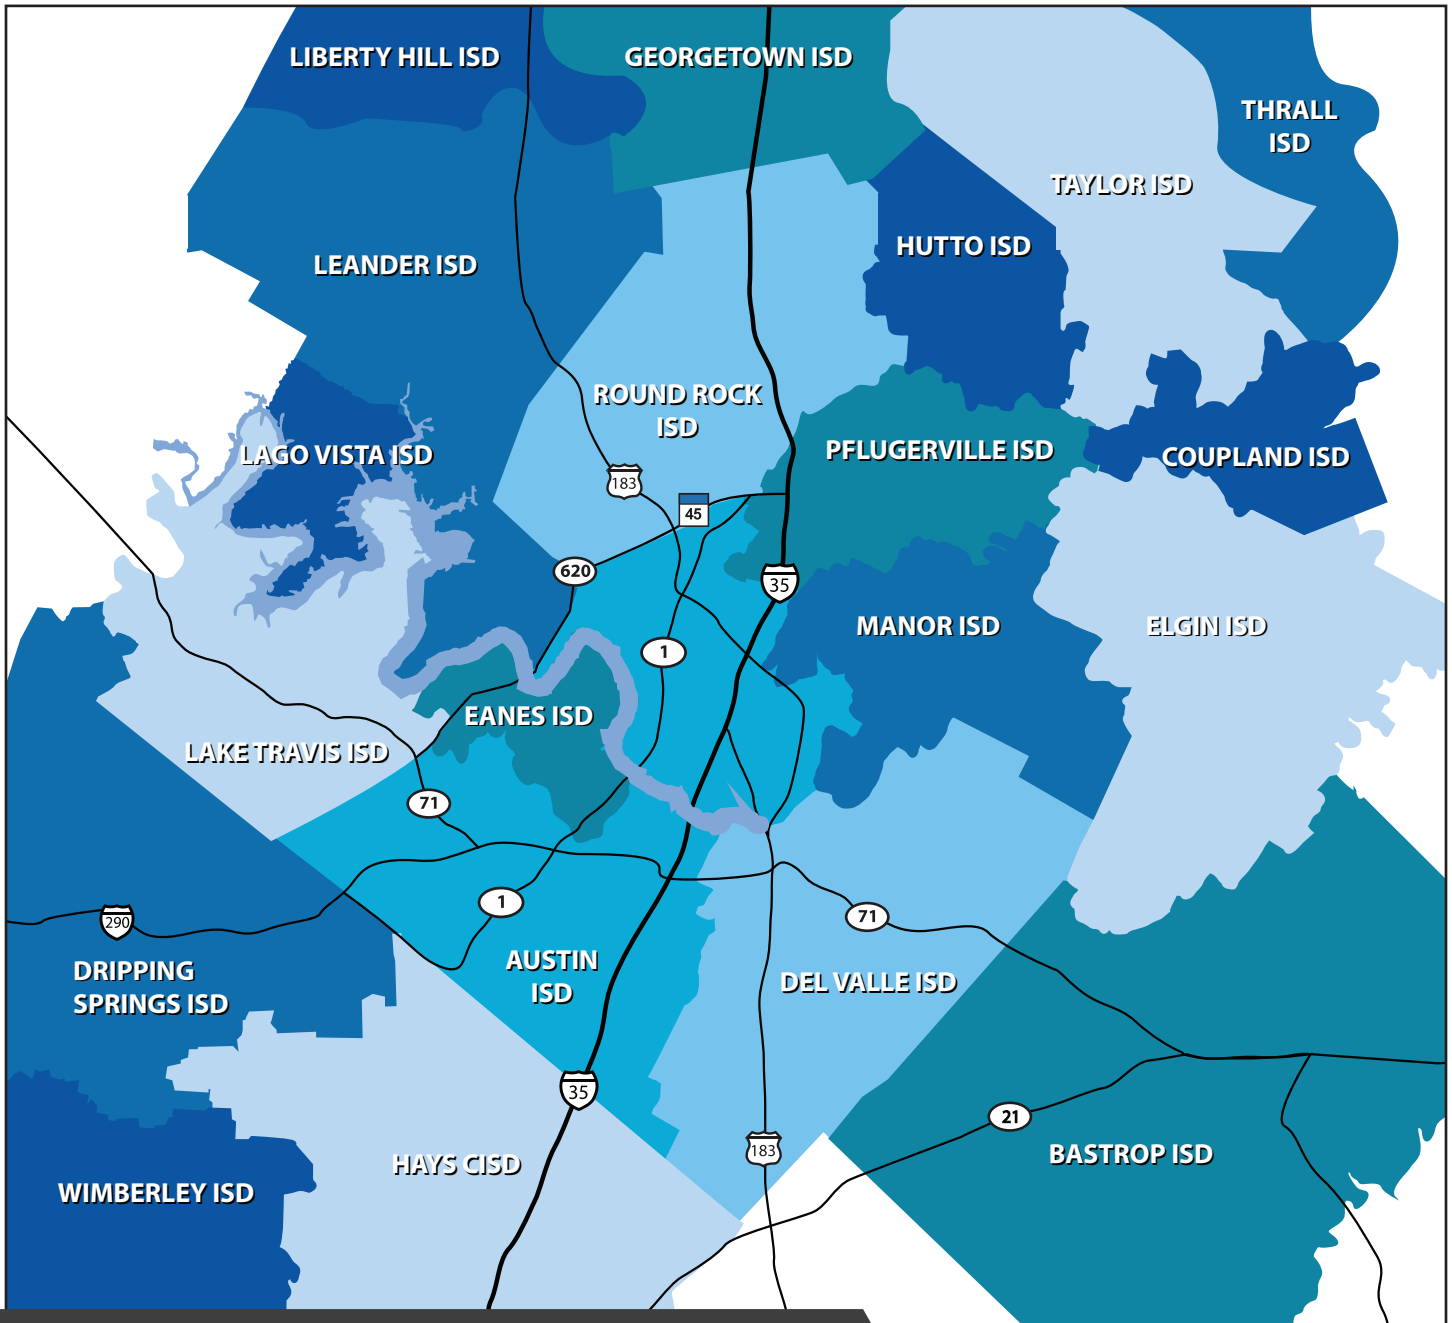 LIBERTY HILL ISD
GEORGETOWN ISD
THRALL
ISD
TAYLOR ISD
HUTTO ISD
LEANDER ISD
ROUND ROCK
ISD
PFLUGERVILLE ISD
LAGO VISTA ISD
COUPLAND ISD
183
45
620
35
MANOR ISD
ELGIN ISD
1
EANES ISD
LAKE TRAVIS ISD
71
1
71
290
AUSTIN
ISD
DRIPPING
SPRINGS ISD
DEL VALLE ISD
35
21
183
BASTROP ISD
HAYS CISD
WIMBERLEY ISD